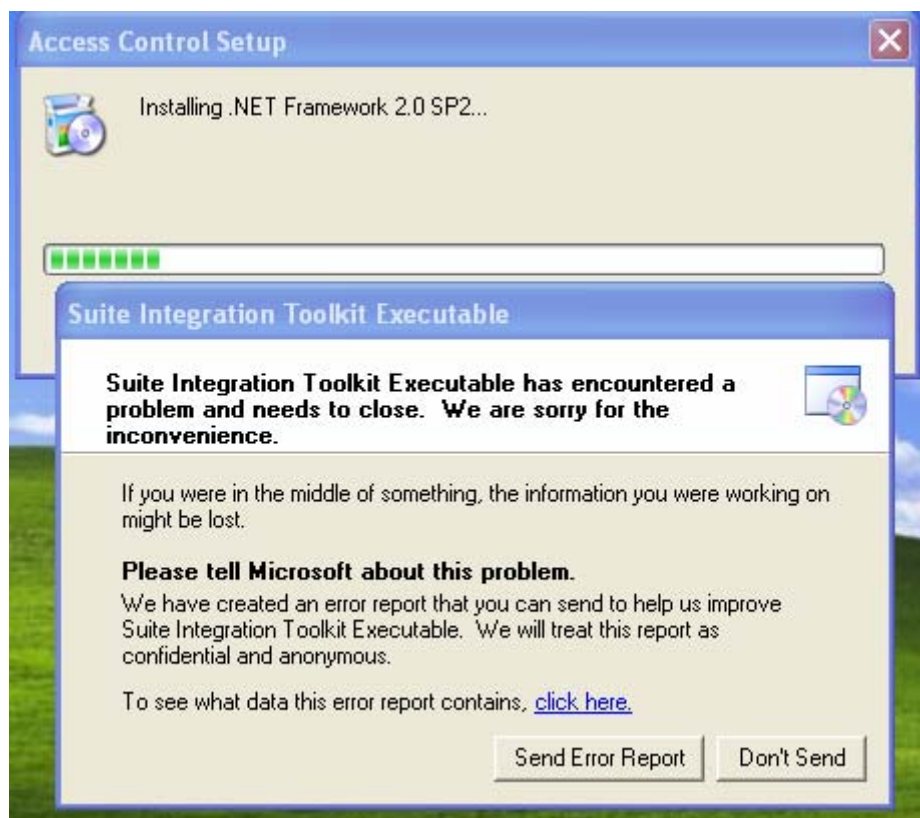 Access Control Setup
Installing .NET Framework 2.0 SP2...
Suite Integration Toolkit Executable
Suite Integration Toolkit Executable has encountered a
problem and needs to close.  We are sorry for the
inconvenience.
If you were in the middle of something, the information you were working on
might be lost.
Please tell Microsoft about this problem.
We have created an error report that you can send to help us improve
Suite Integration Toolkit Executable.  We will treat this report as
confidential and anonymous.
To see what data this error report contains, click here.
Send Error Report
Don't Send